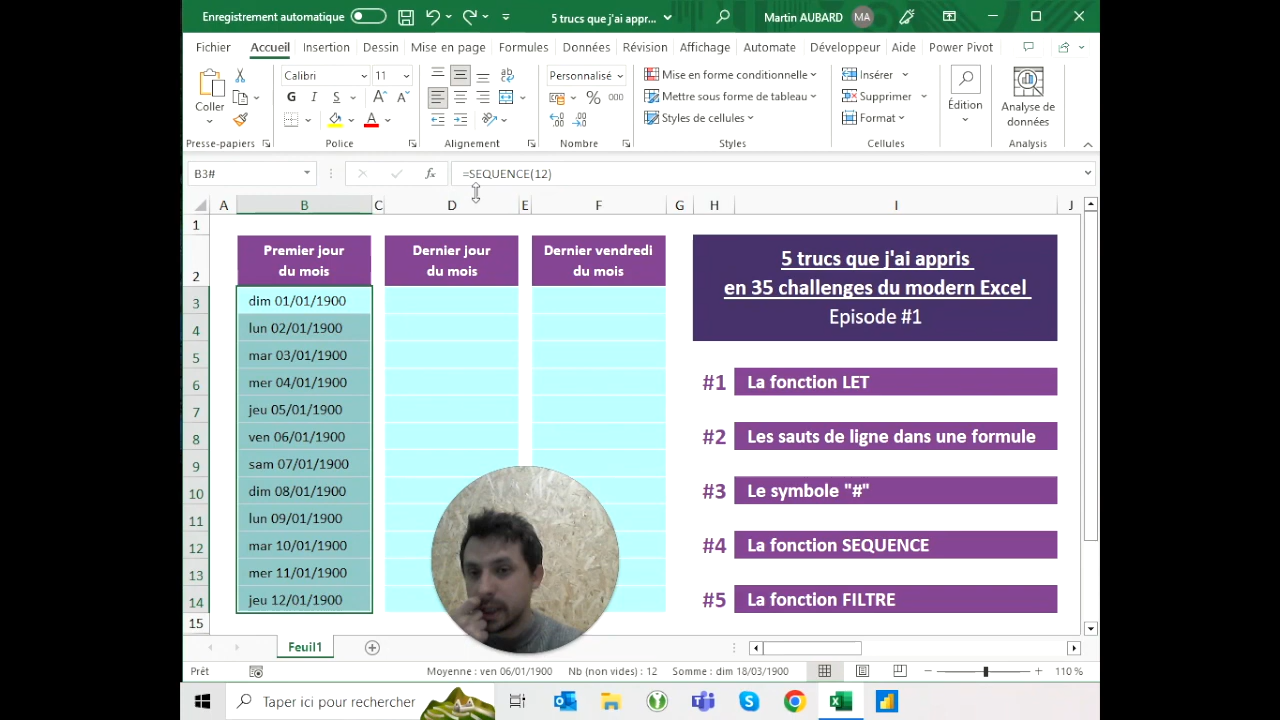 Enregistrement automatique
5 trucs que j'ai appr...
Martin AUBARD
MA
Fichier
Accueil
Insertion
Dessin
Mise en page
Formules
Données
Révision
Affichage
Automate
Développeur
Aide
Power Pivot
Coller
Calibri
11
G I S
Personnalisé
% 000
Mise en forme conditionnelle
Mettre sous forme de tableau
Styles de cellules
Insérer
Supprimer
Format
Édition
Analyse de
données
Presse-papiers
Police
Alignement
Nombre
Styles
Cellules
Analysis
B3#
fx
=SEQUENCE(12)
A B C D E F G H I J
1
2
3
4
5
6
7
8
9
10
11
12
13
14
15
Premier jour
du mois
dim 01/01/1900
lun 02/01/1900
mar 03/01/1900
mer 04/01/1900
jeu 05/01/1900
ven 06/01/1900
sam 07/01/1900
dim 08/01/1900
lun 09/01/1900
mar 10/01/1900
mer 11/01/1900
jeu 12/01/1900
Dernier jour
du mois
Dernier vendredi
du mois
5 trucs que j'ai appris
en 35 challenges du modern Excel
Episode #1
#1 La fonction LET
#2 Les sauts de ligne dans une formule
#3 Le symbole "#"
#4 La fonction SEQUENCE
#5 La fonction FILTRE
Feuil1
Prêt
Moyenne : ven 06/01/1900
Nb (non vides) : 12
Somme : dim 18/03/1900
110 %
Taper ici pour rechercher